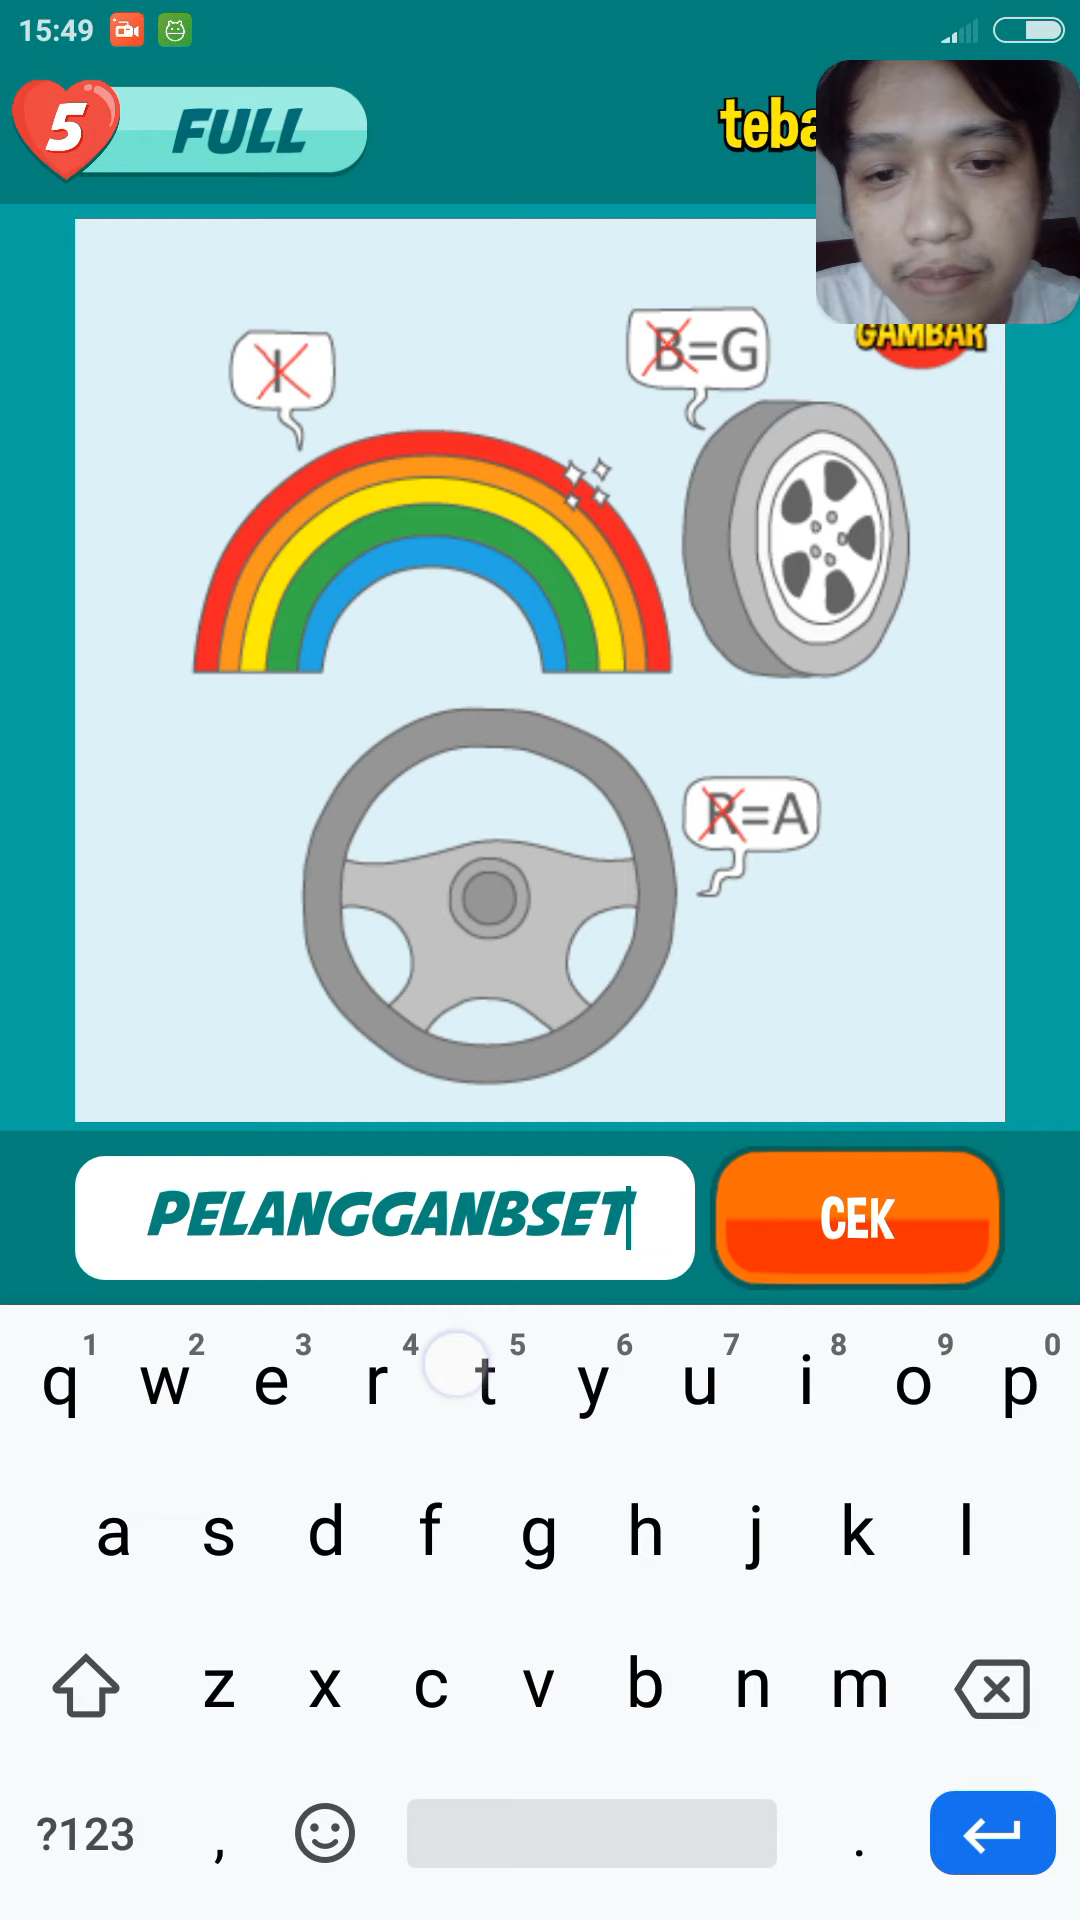 15:49
5 FULL
teba
GAMBAR
I
B=G
R=A
PELANGGANBSET
CEK
1 2 3 4 5 6 7 8 9 0
q w e r t y u i o p
a s d f g h j k l
z x c v b n m
?123 , .